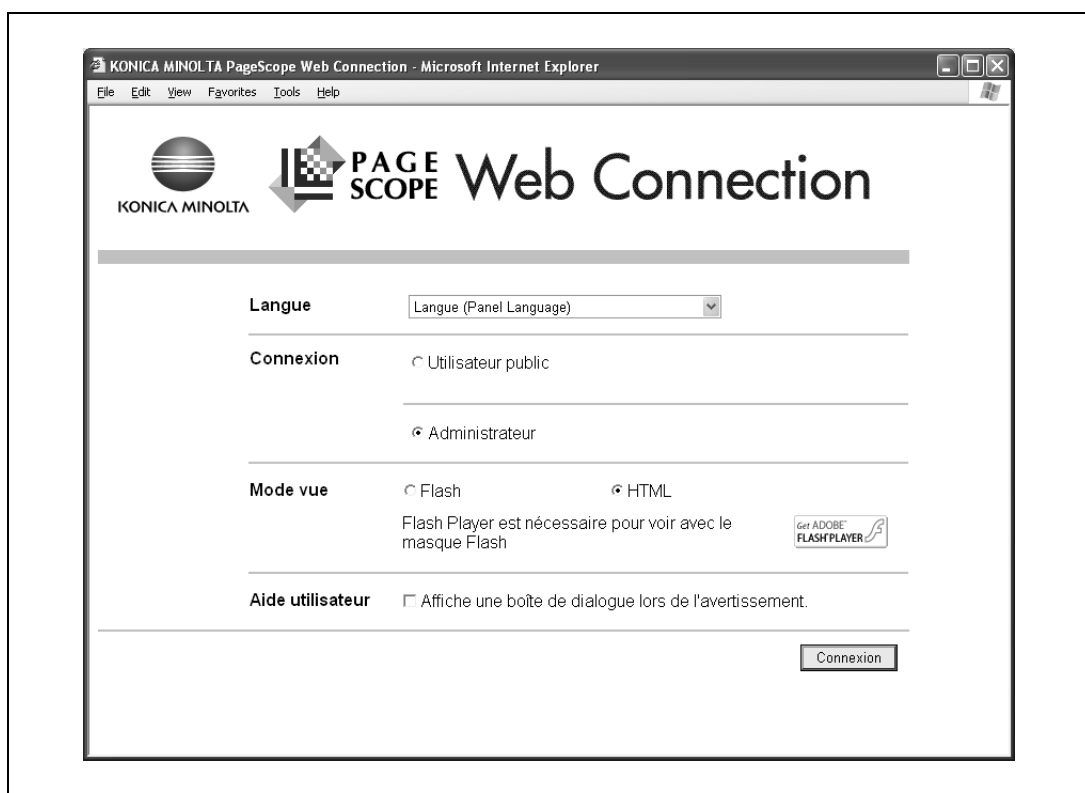 KONICA MINOLTA PageScope Web Connection - Microsoft Internet Explorer
File Edit View Favorites Tools Help
KONICA MINOLTA
PAGE SCOPE Web Connection
Langue
Langue (Panel Language)
Connexion
Utilisateur public
Administrateur
Mode vue
Flash
HTML
Flash Player est nécessaire pour voir avec le
masque Flash
Get ADOBE
FLASH PLAYER
Aide utilisateur
Affiche une boîte de dialogue lors de l'avertissement.
Connexion